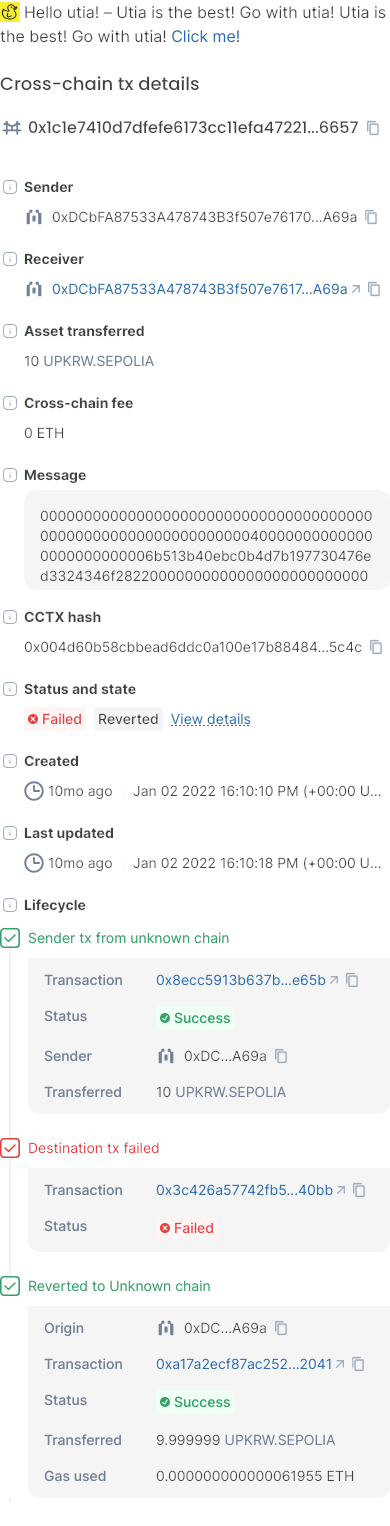 Hello utia! – Utia is the best! Go with utia! Utia is
the best! Go with utia! Click me!
Cross-chain tx details
0x1c1e7410d7dfefe6173cc11efa47221...6657
Sender
0xDCbFA87533A478743B3f507e76170...A69a
Receiver
0xDCbFA87533A478743B3f507e7617...A69a
Asset transferred
10 UPKRW.SEPOLIA
Cross-chain fee
0 ETH
Message
00000000000000000000000000000000000000
00000000000000000000000040000000000000
0000000000006b513b40ebc0b4d7b197730476e
d3324346f28220000000000000000000000000
CCTX hash
0x004d60b58cbbead6ddc0a100e17b88484...5c4c
Status and state
Failed Reverted View details
Created
10mo ago Jan 02 2022 16:10:10 PM (+00:00 U...
Last updated
10mo ago Jan 02 2022 16:10:18 PM (+00:00 U...
Lifecycle
Sender tx from unknown chain
Transaction 0x8ecc5913b637b...e65b
Status Success
Sender 0xDC...A69a
Transferred 10 UPKRW.SEPOLIA
Destination tx failed
Transaction 0x3c426a57742fb5...40bb
Status Failed
Reverted to Unknown chain
Origin 0xDC...A69a
Transaction 0xa17a2ecf87ac252...2041
Status Success
Transferred 9.999999 UPKRW.SEPOLIA
Gas used 0.000000000000061955 ETH